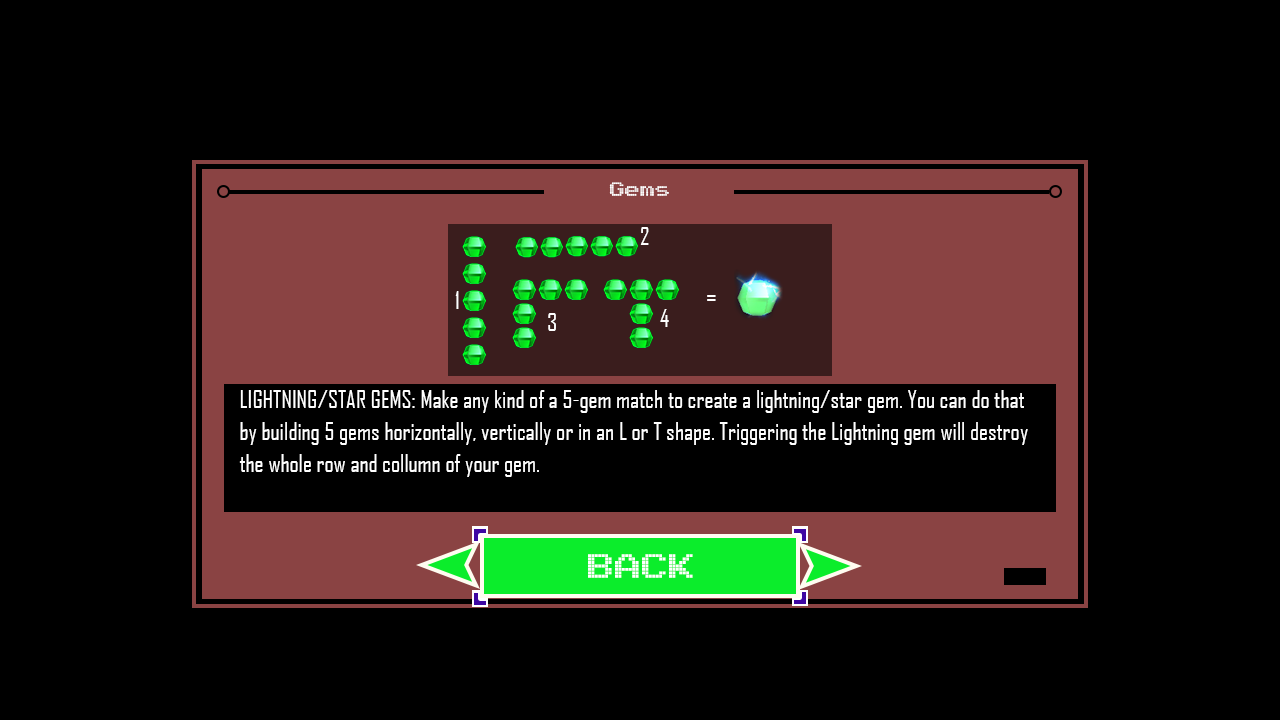 Gems
2
1
3
4
=
LIGHTNING/STAR GEMS: Make any kind of a 5-gem match to create a lightning/star gem. You can do that
by building 5 gems horizontally, vertically or in an L or T shape. Triggering the Lightning gem will destroy
the whole row and collumn of your gem.
BACK